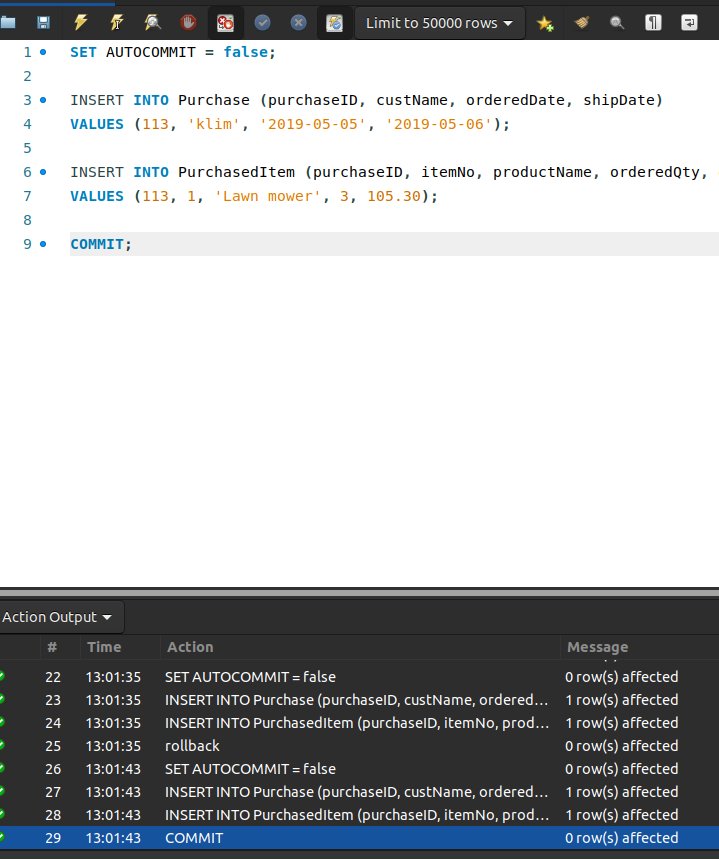 Limit to 50000 rows
1 SET AUTOCOMMIT = false;
2
3 INSERT INTO Purchase (purchaseID, custName, orderedDate, shipDate)
4 VALUES (113, 'klim', '2019-05-05', '2019-05-06');
5
6 INSERT INTO PurchasedItem (purchaseID, itemNo, productName, orderedQty,
7 VALUES (113, 1, 'Lawn mower', 3, 105.30);
8
9 COMMIT;
Action Output
# Time Action Message
22 13:01:35 SET AUTOCOMMIT = false 0 row(s) affected
23 13:01:35 INSERT INTO Purchase (purchaseID, custName, ordered... 1 row(s) affected
24 13:01:35 INSERT INTO PurchasedItem (purchaseID, itemNo, prod... 1 row(s) affected
25 13:01:35 rollback 0 row(s) affected
26 13:01:43 SET AUTOCOMMIT = false 0 row(s) affected
27 13:01:43 INSERT INTO Purchase (purchaseID, custName, ordered... 1 row(s) affected
28 13:01:43 INSERT INTO PurchasedItem (purchaseID, itemNo, prod... 1 row(s) affected
29 13:01:43 COMMIT 0 row(s) affected